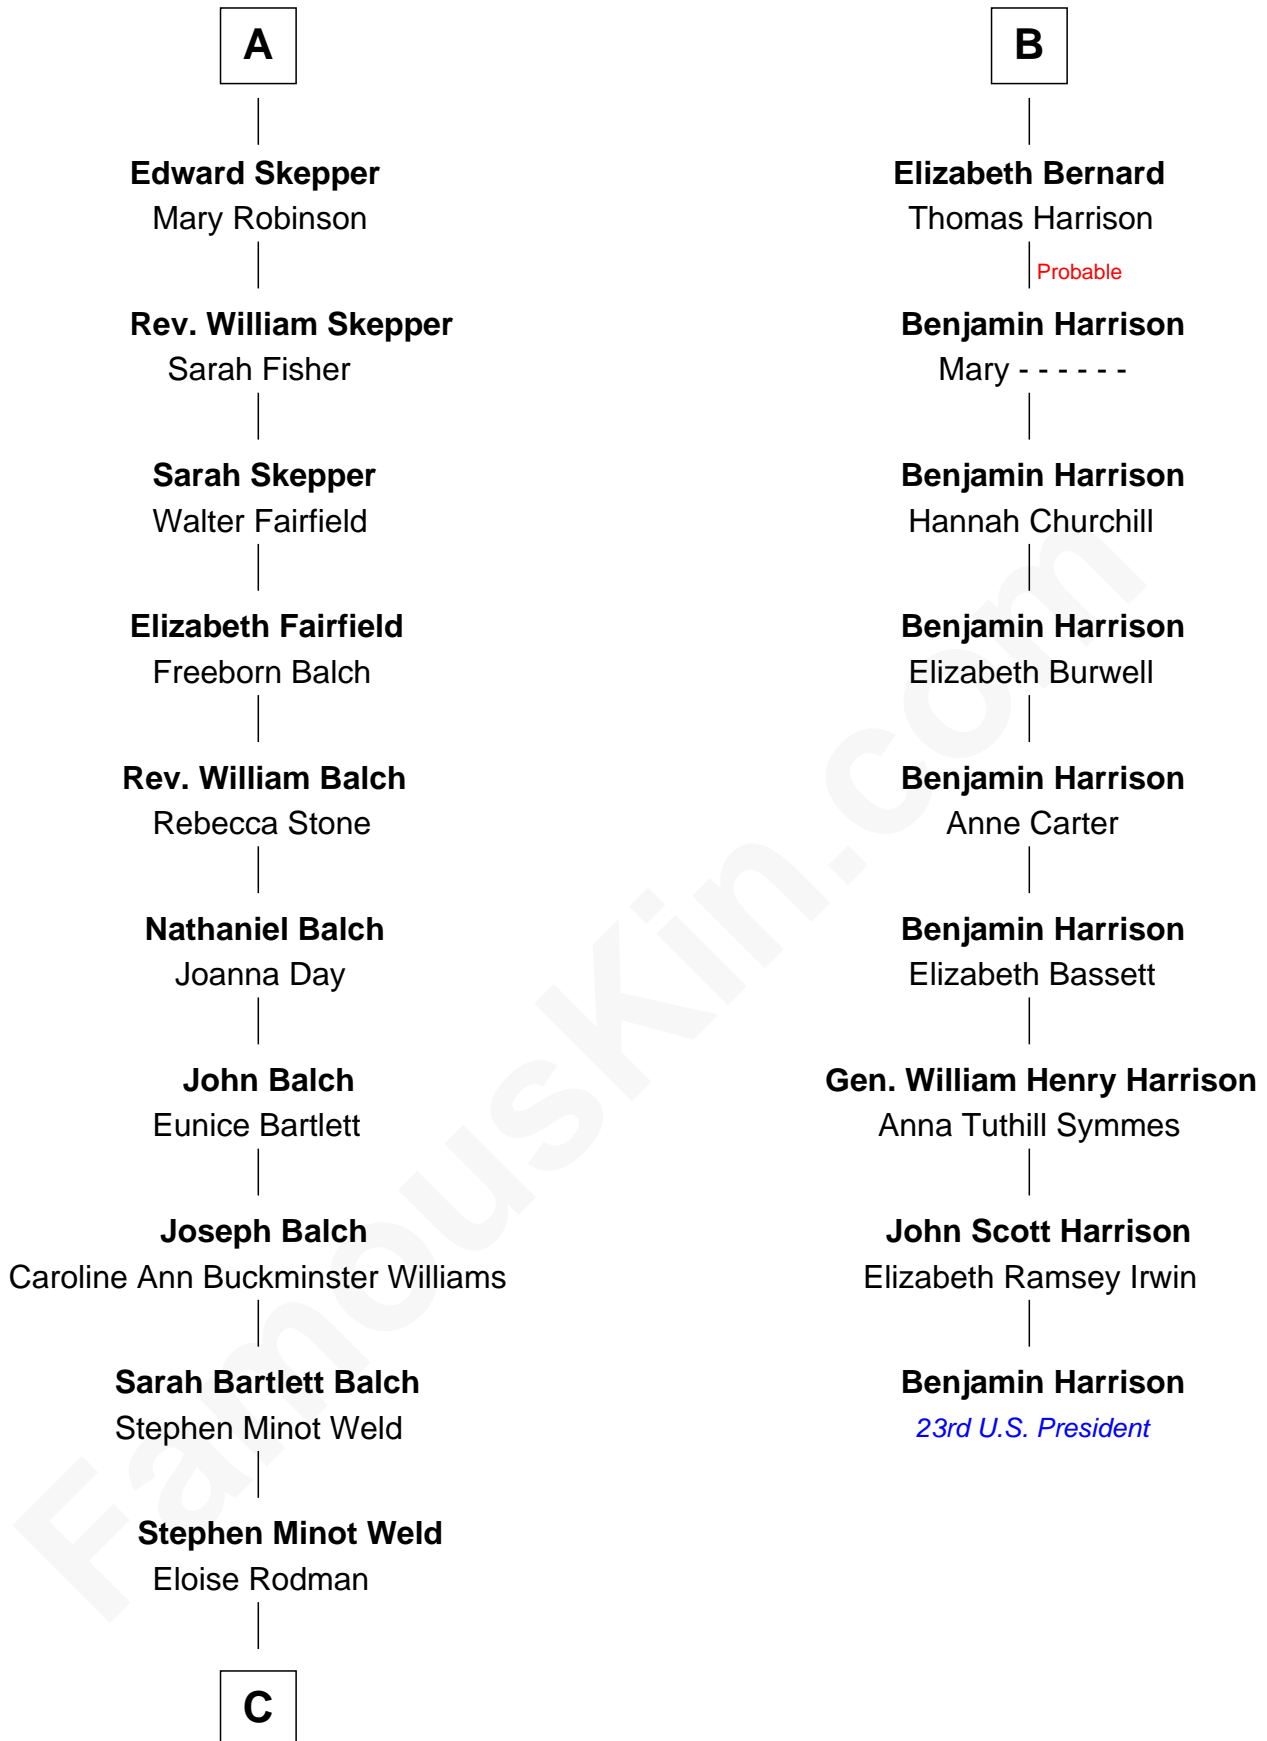 A
Edward Skepper
Mary Robinson
Rev. William Skepper
Sarah Fisher
Sarah Skepper
Walter Fairfield
Elizabeth Fairfield
Freeborn Balch
Rev. William Balch
Rebecca Stone
Nathaniel Balch
Joanna Day
John Balch
Eunice Bartlett
Joseph Balch
Caroline Ann Buckminster Williams
Sarah Bartlett Balch
Stephen Minot Weld
Stephen Minot Weld
Eloise Rodman
C
B
Elizabeth Bernard
Thomas Harrison
Probable
Benjamin Harrison
Mary - - - - - -
Benjamin Harrison
Hannah Churchill
Benjamin Harrison
Elizabeth Burwell
Benjamin Harrison
Anne Carter
Benjamin Harrison
Elizabeth Bassett
Gen. William Henry Harrison
Anna Tuthill Symmes
John Scott Harrison
Elizabeth Ramsey Irwin
Benjamin Harrison
23rd U.S. President
FamousKin.com